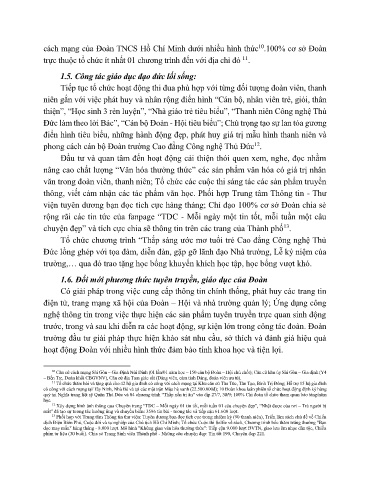 cách mạng của Đoàn TNCS Hồ Chí Minh dưới nhiều hình thức10.100% cơ sở Đoàn
trực thuộc tổ chức ít nhất 01 chương trình đến với địa chỉ đỏ 11.
1.5. Công tác giáo dục đạo đức lối sống:
Tiếp tục tổ chức hoạt động thi đua phù hợp với từng đối tượng đoàn viên, thanh
niên gắn với việc phát huy và nhân rộng điển hình “Cán bộ, nhân viên trẻ, giỏi, thân
thiện”, “Học sinh 3 rèn luyện”, “Nhà giáo trẻ tiêu biểu”, “Thanh niên Công nghệ Thủ
Đức làm theo lời Bác”, “Cán bộ Đoàn - Hội tiêu biểu”; Chú trọng tạo sự lan tỏa gương
điển hình tiêu biểu, những hành động đẹp, phát huy giá trị mẫu hình thanh niên và
phong cách cán bộ Đoàn trường Cao đẳng Công nghệ Thủ Đức12.
Đầu tư và quan tâm đến hoạt động cải thiện thói quen xem, nghe, đọc nhằm
nâng cao chất lượng “Văn hóa thưởng thức” các sản phẩm văn hóa có giá trị nhân
văn trong đoàn viên, thanh niên; Tổ chức các cuộc thi sáng tác các sản phẩm truyền
thông, viết cảm nhận các tác phẩm văn học. Phối hợp Trung tâm Thông tin - Thư
viện tuyên dương bạn đọc tích cực hàng tháng; Chỉ đạo 100% cơ sở Đoàn chia sẻ
rộng rãi các tin tức của fanpage “TDC - Mỗi ngày một tin tốt, mỗi tuần một câu
chuyện đẹp” và tích cực chia sẻ thông tin trên các trang của Thành phố13.
Tổ chức chương trình “Thắp sáng ước mơ tuổi trẻ Cao đẳng Công nghệ Thủ
Đức lồng ghép với tọa đàm, diễn đàn, gặp gỡ lãnh đạo Nhà trường, Lễ kỷ niệm của
trường,… qua đó trao tặng học bổng khuyến khích học tập, học bổng vượt khó.
1.6. Đổi mới phương thức tuyên truyền, giáo dục của Đoàn
Có giải pháp trong việc cung cấp thông tin chính thống, phát huy các trang tin
điện tử, trang mạng xã hội của Đoàn – Hội và nhà trường quản lý; Ứng dụng công
nghệ thông tin trong việc thực hiện các sản phẩm tuyên truyền trực quan sinh động
trước, trong và sau khi diễn ra các hoạt động, sự kiện lớn trong công tác đoàn. Đoàn
trường đầu tư giải pháp thực hiện khảo sát nhu cầu, sở thích và đánh giá hiệu quả
hoạt động Đoàn với nhiều hình thức đảm bảo tính khoa học và tiện lợi.